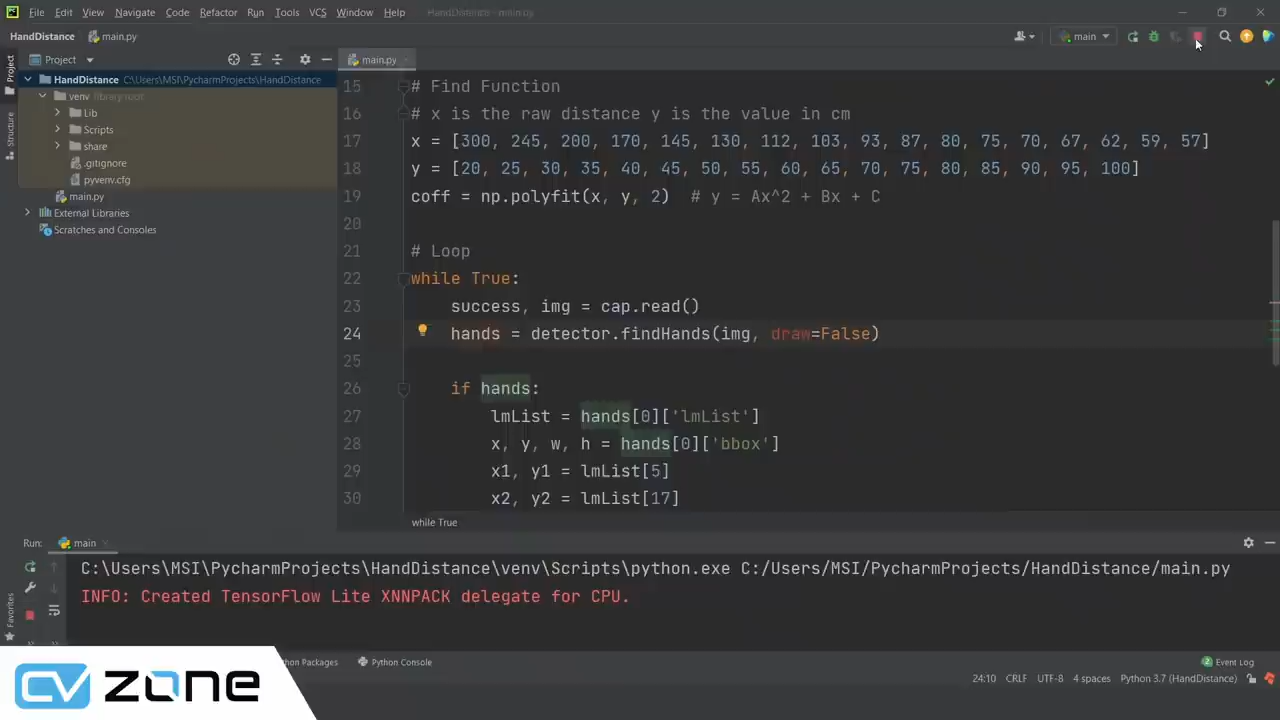 File Edit View Navigate Code Refactor Run Tools VCS Window Help HandDistance - main.py
HandDistance main.py main
Project main.py
Project
Structure
Favorites
HandDistance C:\Users\MSI\PycharmProjects\HandDistance
venv library root
Lib
Scripts
share
.gitignore
pyvenv.cfg
main.py
External Libraries
Scratches and Consoles
15 # Find Function
16 # x is the raw distance y is the value in cm
17 x = [300, 245, 200, 170, 145, 130, 112, 103, 93, 87, 80, 75, 70, 67, 62, 59, 57]
18 y = [20, 25, 30, 35, 40, 45, 50, 55, 60, 65, 70, 75, 80, 85, 90, 95, 100]
19 coff = np.polyfit(x, y, 2) # y = Ax^2 + Bx + C
20
21 # Loop
22 while True:
23 success, img = cap.read()
24 hands = detector.findHands(img, draw=False)
25
26 if hands:
27 lmList = hands[0]['lmList']
28 x, y, w, h = hands[0]['bbox']
29 x1, y1 = lmList[5]
30 x2, y2 = lmList[17]
while True
Run: main
C:\Users\MSI\PycharmProjects\HandDistance\venv\Scripts\python.exe C:/Users/MSI/PycharmProjects/HandDistance/main.py
INFO: Created TensorFlow Lite XNNPACK delegate for CPU.
Packages Python Console 2 Event Log
24:10 CRLF UTF-8 4 spaces Python 3.7 (HandDistance)
CVZONE